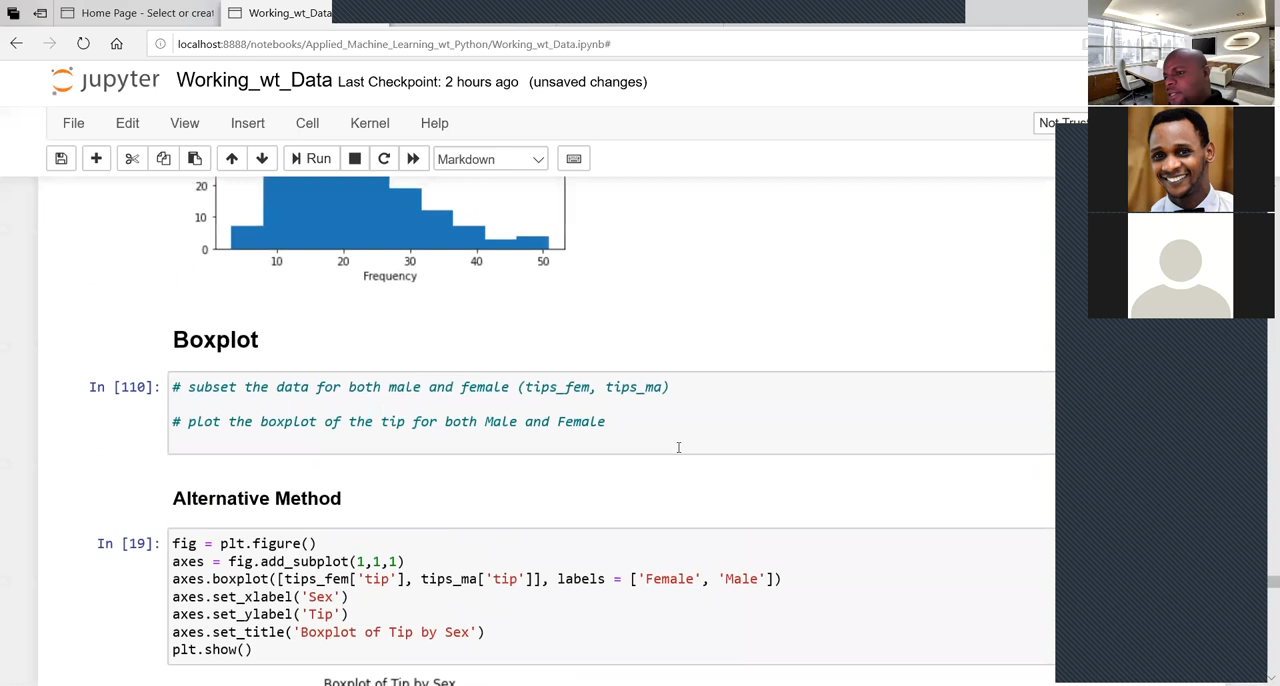 Home Page - Select or creat
Working_wt_Data
localhost:8888/notebooks/Applied_Machine_Learning_wt_Python/Working_wt_Data.ipynb#
jupyter Working_wt_Data Last Checkpoint: 2 hours ago (unsaved changes)
File Edit View Insert Cell Kernel Help
Not Trus
Run
Markdown
20
10
0
10 20 30 40 50
Frequency
Boxplot
In [110]: # subset the data for both male and female (tips_fem, tips_ma)
# plot the boxplot of the tip for both Male and Female
Alternative Method
In [19]: fig = plt.figure()
axes = fig.add_subplot(1,1,1)
axes.boxplot([tips_fem['tip'], tips_ma['tip']], labels = ['Female', 'Male'])
axes.set_xlabel('Sex')
axes.set_ylabel('Tip')
axes.set_title('Boxplot of Tip by Sex')
plt.show()
Boxplot of Tip by Sex